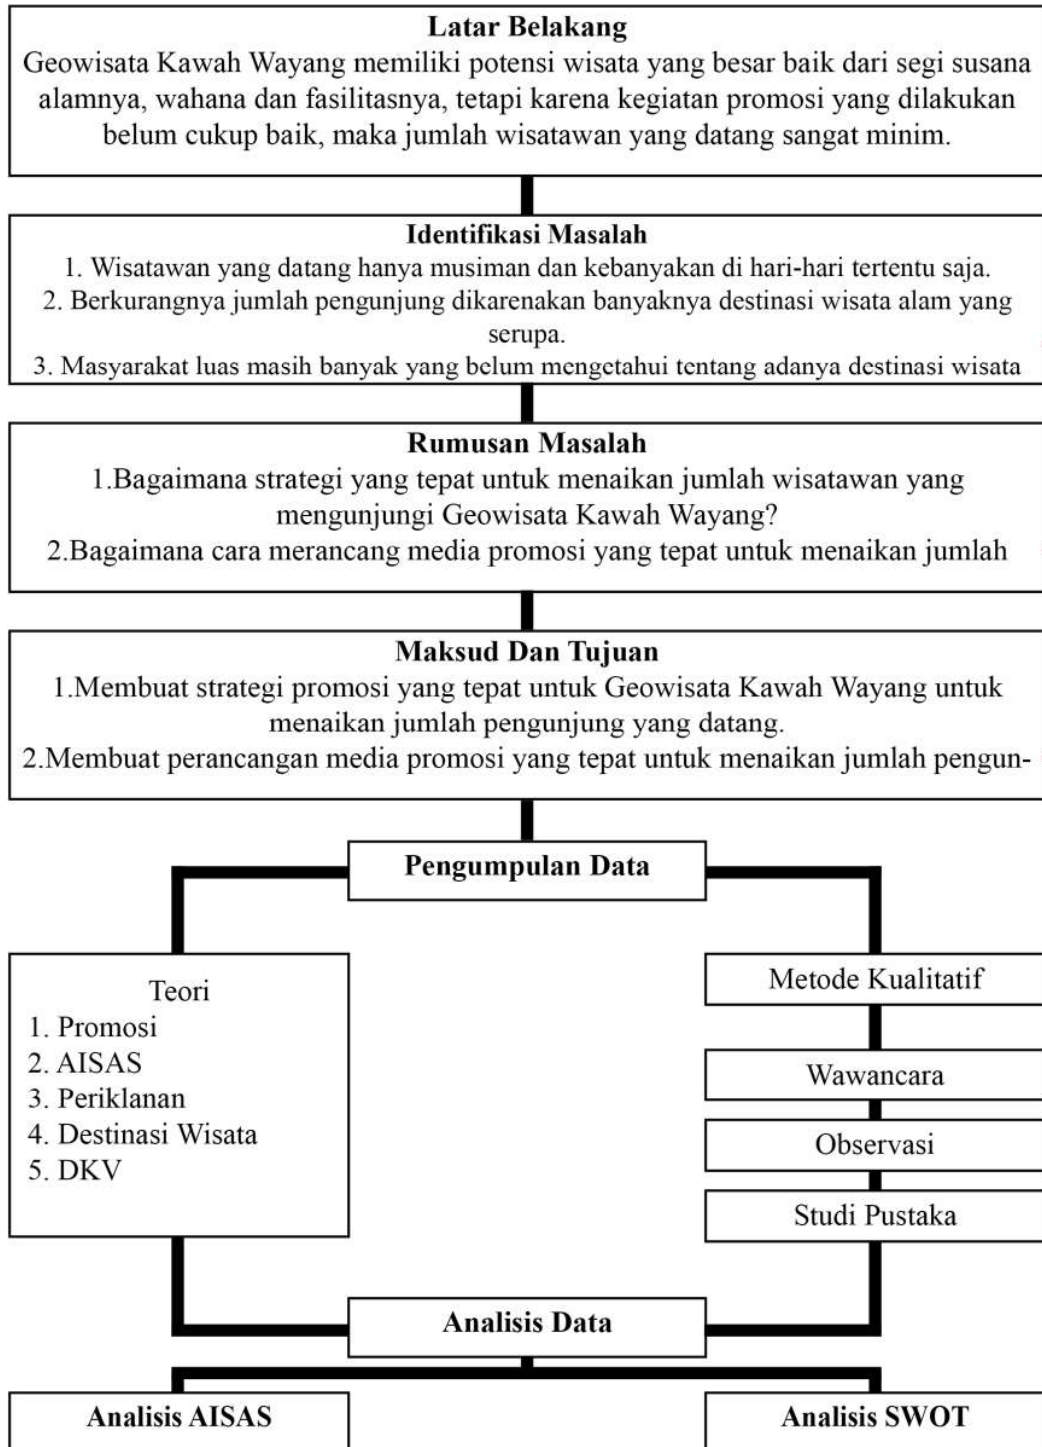 Latar Belakang
Geowisata Kawah Wayang memiliki potensi wisata yang besar baik dari segi susana
alamnya, wahana dan fasilitasnya, tetapi karena kegiatan promosi yang dilakukan
belum cukup baik, maka jumlah wisatawan yang datang sangat minim.
Identifikasi Masalah
1. Wisatawan yang datang hanya musiman dan kebanyakan di hari-hari tertentu saja.
2. Berkurangnya jumlah pengunjung dikarenakan banyaknya destinasi wisata alam yang
serupa.
3. Masyarakat luas masih banyak yang belum mengetahui tentang adanya destinasi wisata
Rumusan Masalah
1.Bagaimana strategi yang tepat untuk menaikan jumlah wisatawan yang
mengunjungi Geowisata Kawah Wayang?
2.Bagaimana cara merancang media promosi yang tepat untuk menaikan jumlah
Maksud Dan Tujuan
1.Membuat strategi promosi yang tepat untuk Geowisata Kawah Wayang untuk
menaikan jumlah pengunjung yang datang.
2.Membuat perancangan media promosi yang tepat untuk menaikan jumlah pengun-
Pengumpulan Data
Teori
1. Promosi
2. AISAS
3. Periklanan
4. Destinasi Wisata
5. DKV
Metode Kualitatif
Wawancara
Observasi
Studi Pustaka
Analisis Data
Analisis AISAS
Analisis SWOT